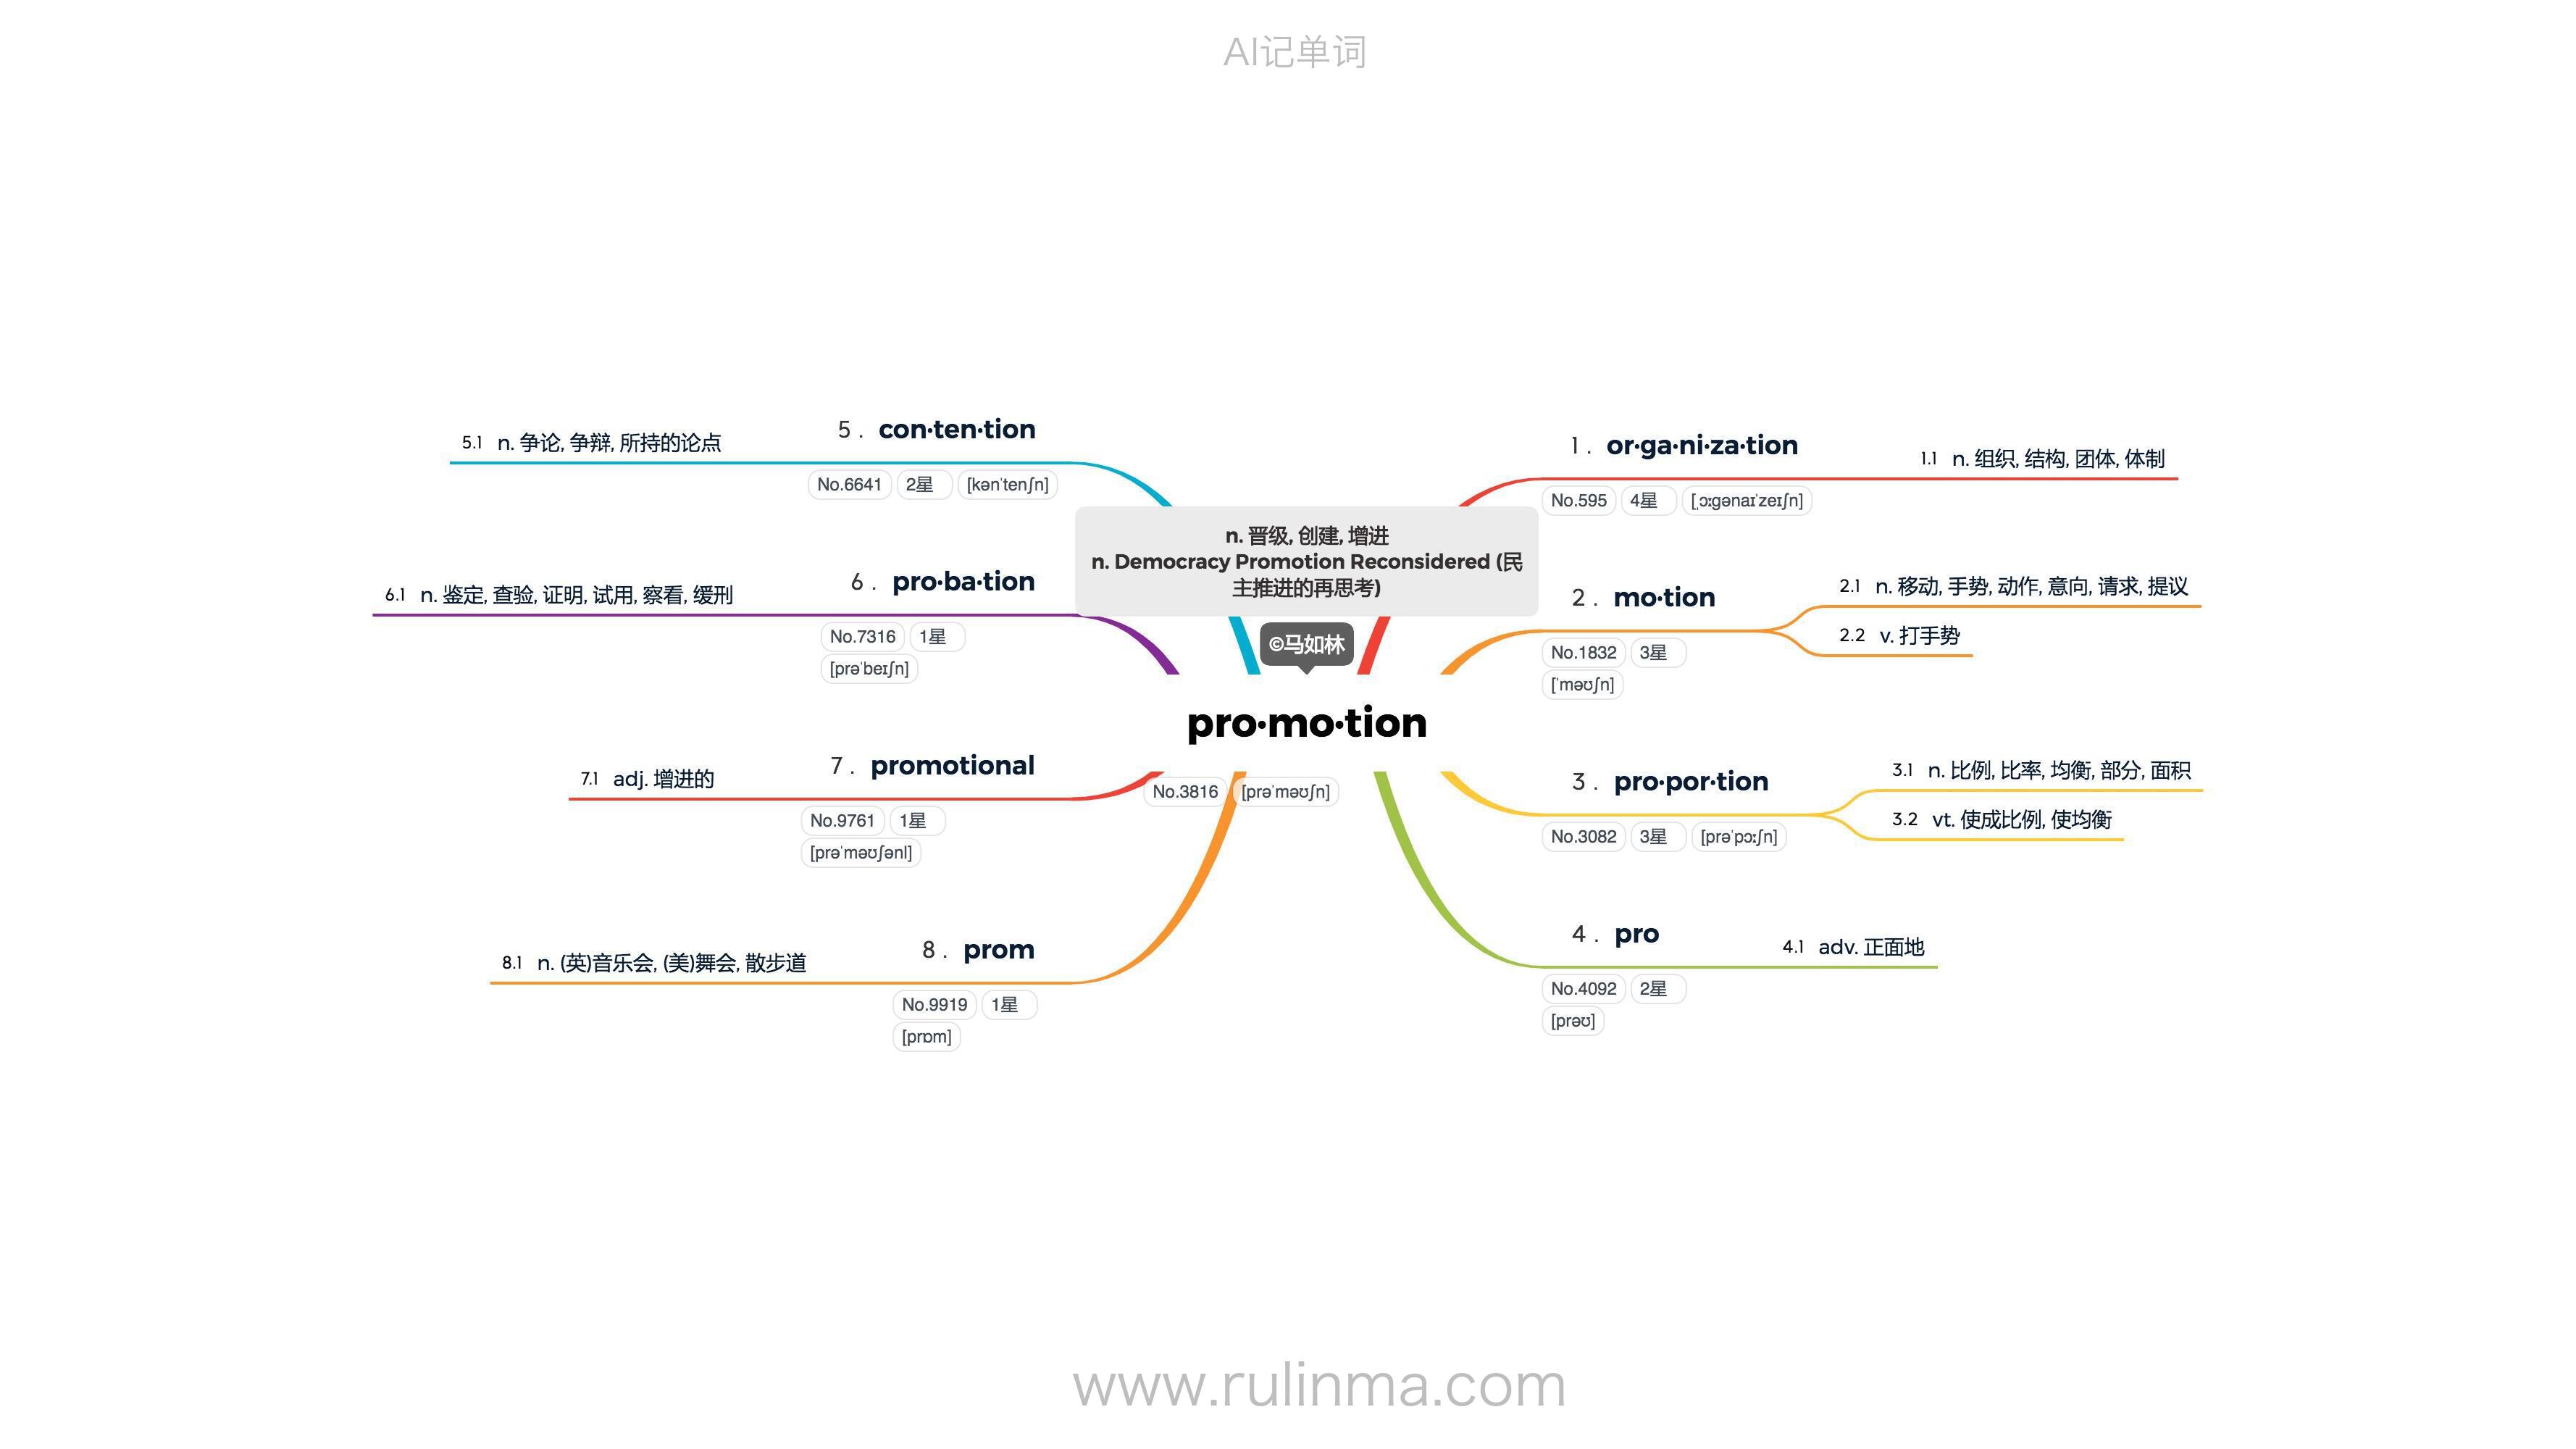 AI记单词
n. 晋级, 创建, 增进
n. Democracy Promotion Reconsidered (民
主推进的再思考)
©马如林
pro·mo·tion
No.3816 [prəˈməʊʃn]
1 . or·ga·ni·za·tion
No.595 4星 [ˌɔːɡənaɪˈzeɪʃn]
1.1 n. 组织, 结构, 团体, 体制
2 . mo·tion
No.1832 3星
[ˈməʊʃn]
2.1 n. 移动, 手势, 动作, 意向, 请求, 提议
2.2 v. 打手势
3 . pro·por·tion
No.3082 3星 [prəˈpɔːʃn]
3.1 n. 比例, 比率, 均衡, 部分, 面积
3.2 vt. 使成比例, 使均衡
4 . pro
No.4092 2星
[prəʊ]
4.1 adv. 正面地
5 . con·ten·tion
No.6641 2星 [kənˈtenʃn]
5.1 n. 争论, 争辩, 所持的论点
6 . pro·ba·tion
No.7316 1星
[prəˈbeɪʃn]
6.1 n. 鉴定, 查验, 证明, 试用, 察看, 缓刑
7 . promotional
No.9761 1星
[prəˈməʊʃənl]
7.1 adj. 增进的
8 . prom
No.9919 1星
[prɒm]
8.1 n. (英)音乐会, (美)舞会, 散步道
www.rulinma.com